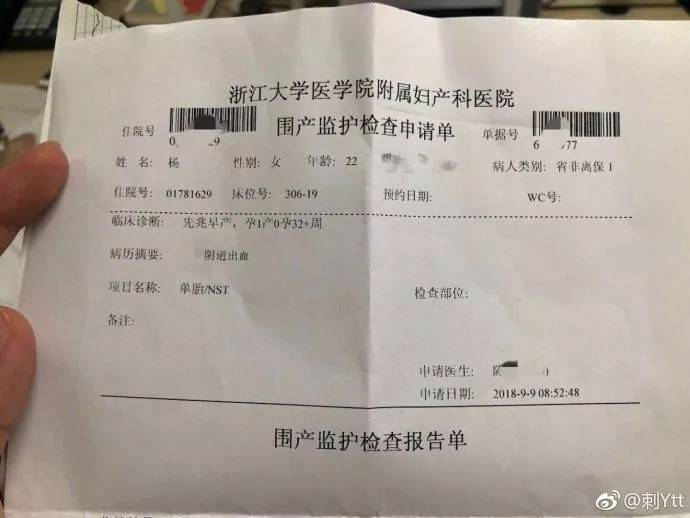 浙江大学医学院附属妇产科医院
住院号 0 29 围产监护检查申请单 单据号 6 77
姓 名: 杨 性别: 女 年龄: 22 病人类别: 省非离保 1
住院号: 01781629 床位号: 306-19 预约日期: WC号:
临床诊断: 先兆早产, 孕1产0孕32+周
病历摘要: 阴道出血
项目名称: 单胎/NST 检查部位:
备注:
申请医生:
申请日期: 2018-9-9 08:52:48
围产监护检查报告单
@刺Ytt